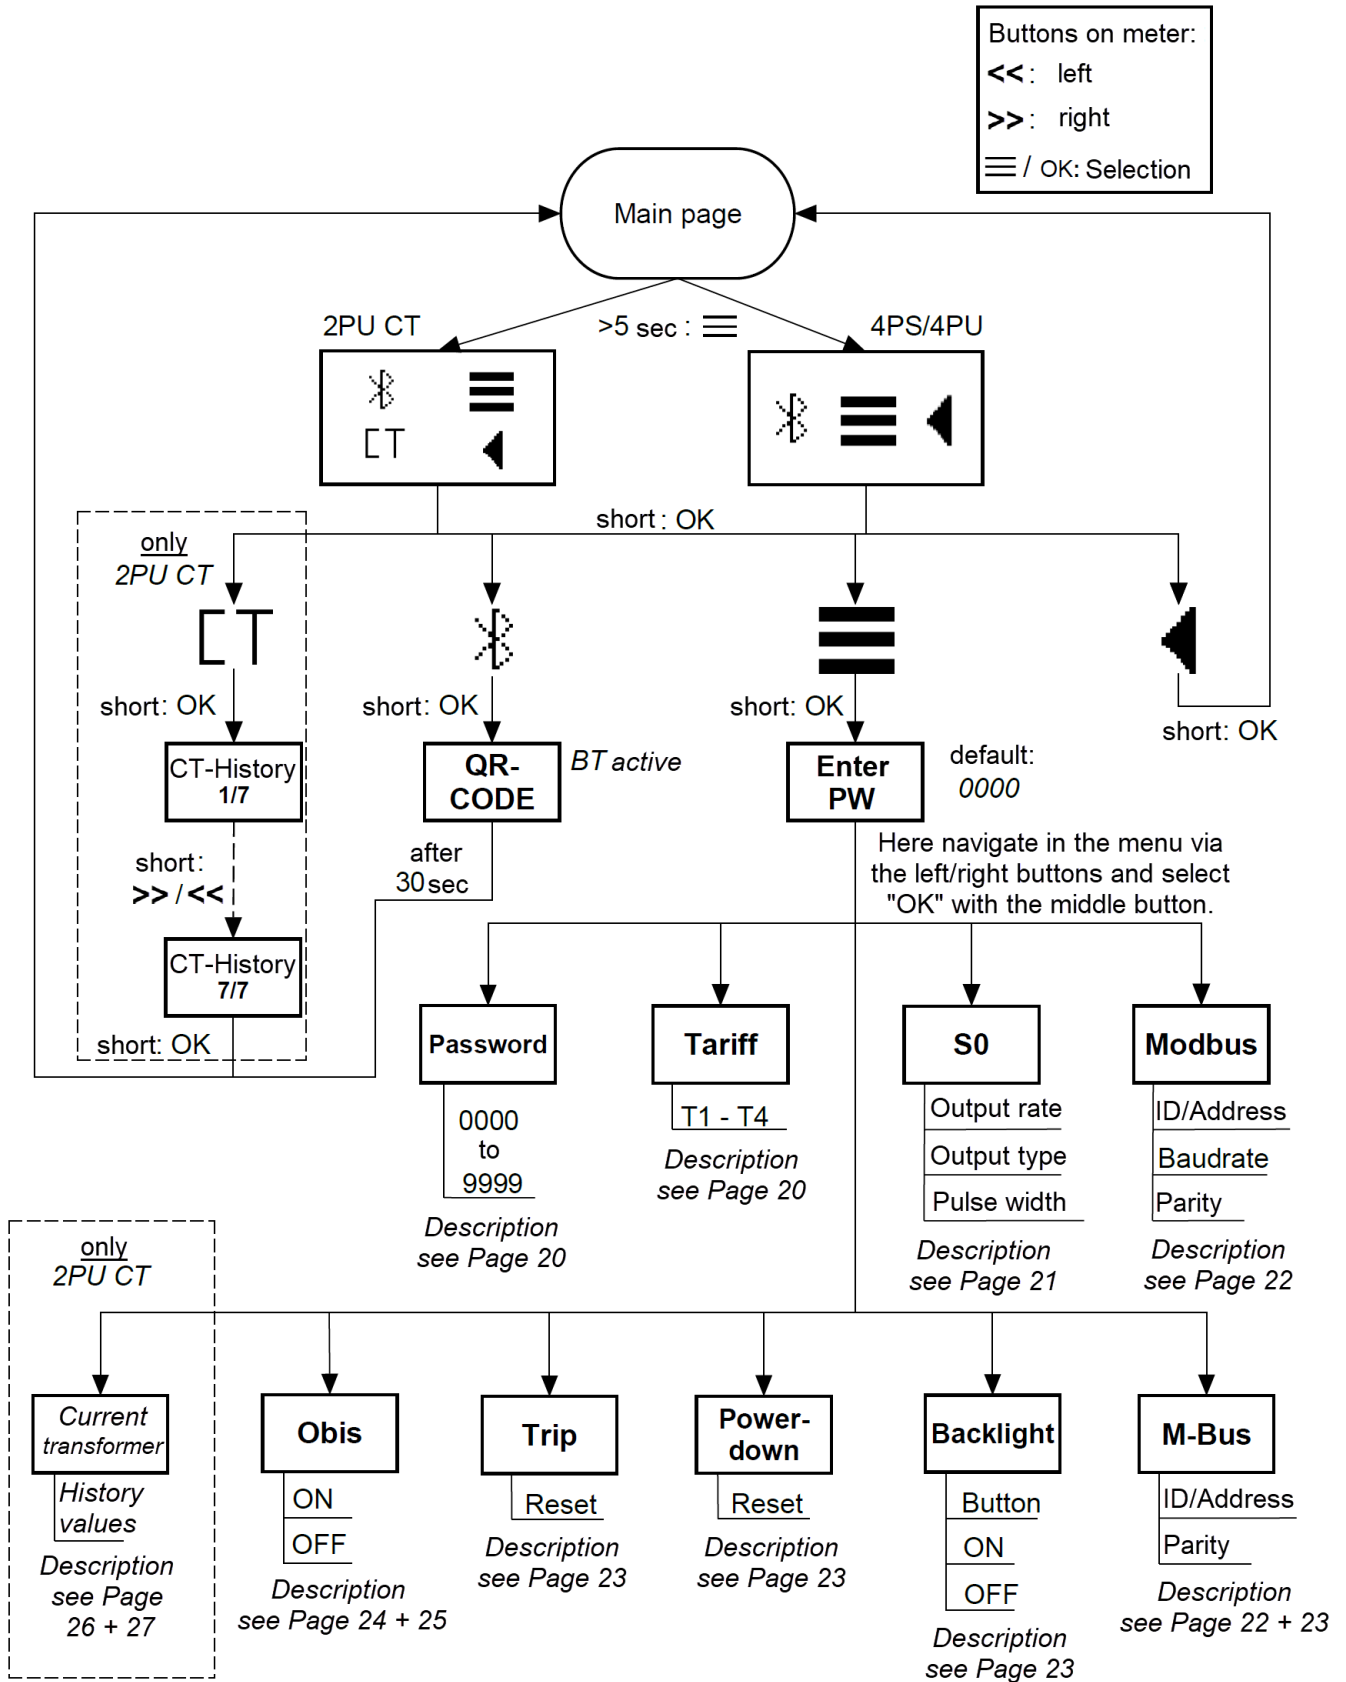 Buttons on meter:
<<: left
>>: right
☰ / OK: Selection
Main page
2PU CT
>5 sec : ☰
4PS/4PU
CT
short: OK
only
2PU CT
CT
short: OK
short: OK
short: OK
short: OK
CT-History
1/7
QR-
CODE
BT active
Enter
PW
default:
0000
short:
>> / <<
after
30 sec
Here navigate in the menu via
the left/right buttons and select
"OK" with the middle button.
CT-History
7/7
short: OK
Password
0000
to
9999
Description
see Page 20
Tariff
T1 - T4
Description
see Page 20
S0
Output rate
Output type
Pulse width
Description
see Page 21
Modbus
ID/Address
Baudrate
Parity
Description
see Page 22
only
2PU CT
Current
transformer
History
values
Description
see Page
26 + 27
Obis
ON
OFF
Description
see Page 24 + 25
Trip
Reset
Description
see Page 23
Power-
down
Reset
Description
see Page 23
Backlight
Button
ON
OFF
Description
see Page 23
M-Bus
ID/Address
Parity
Description
see Page 22 + 23